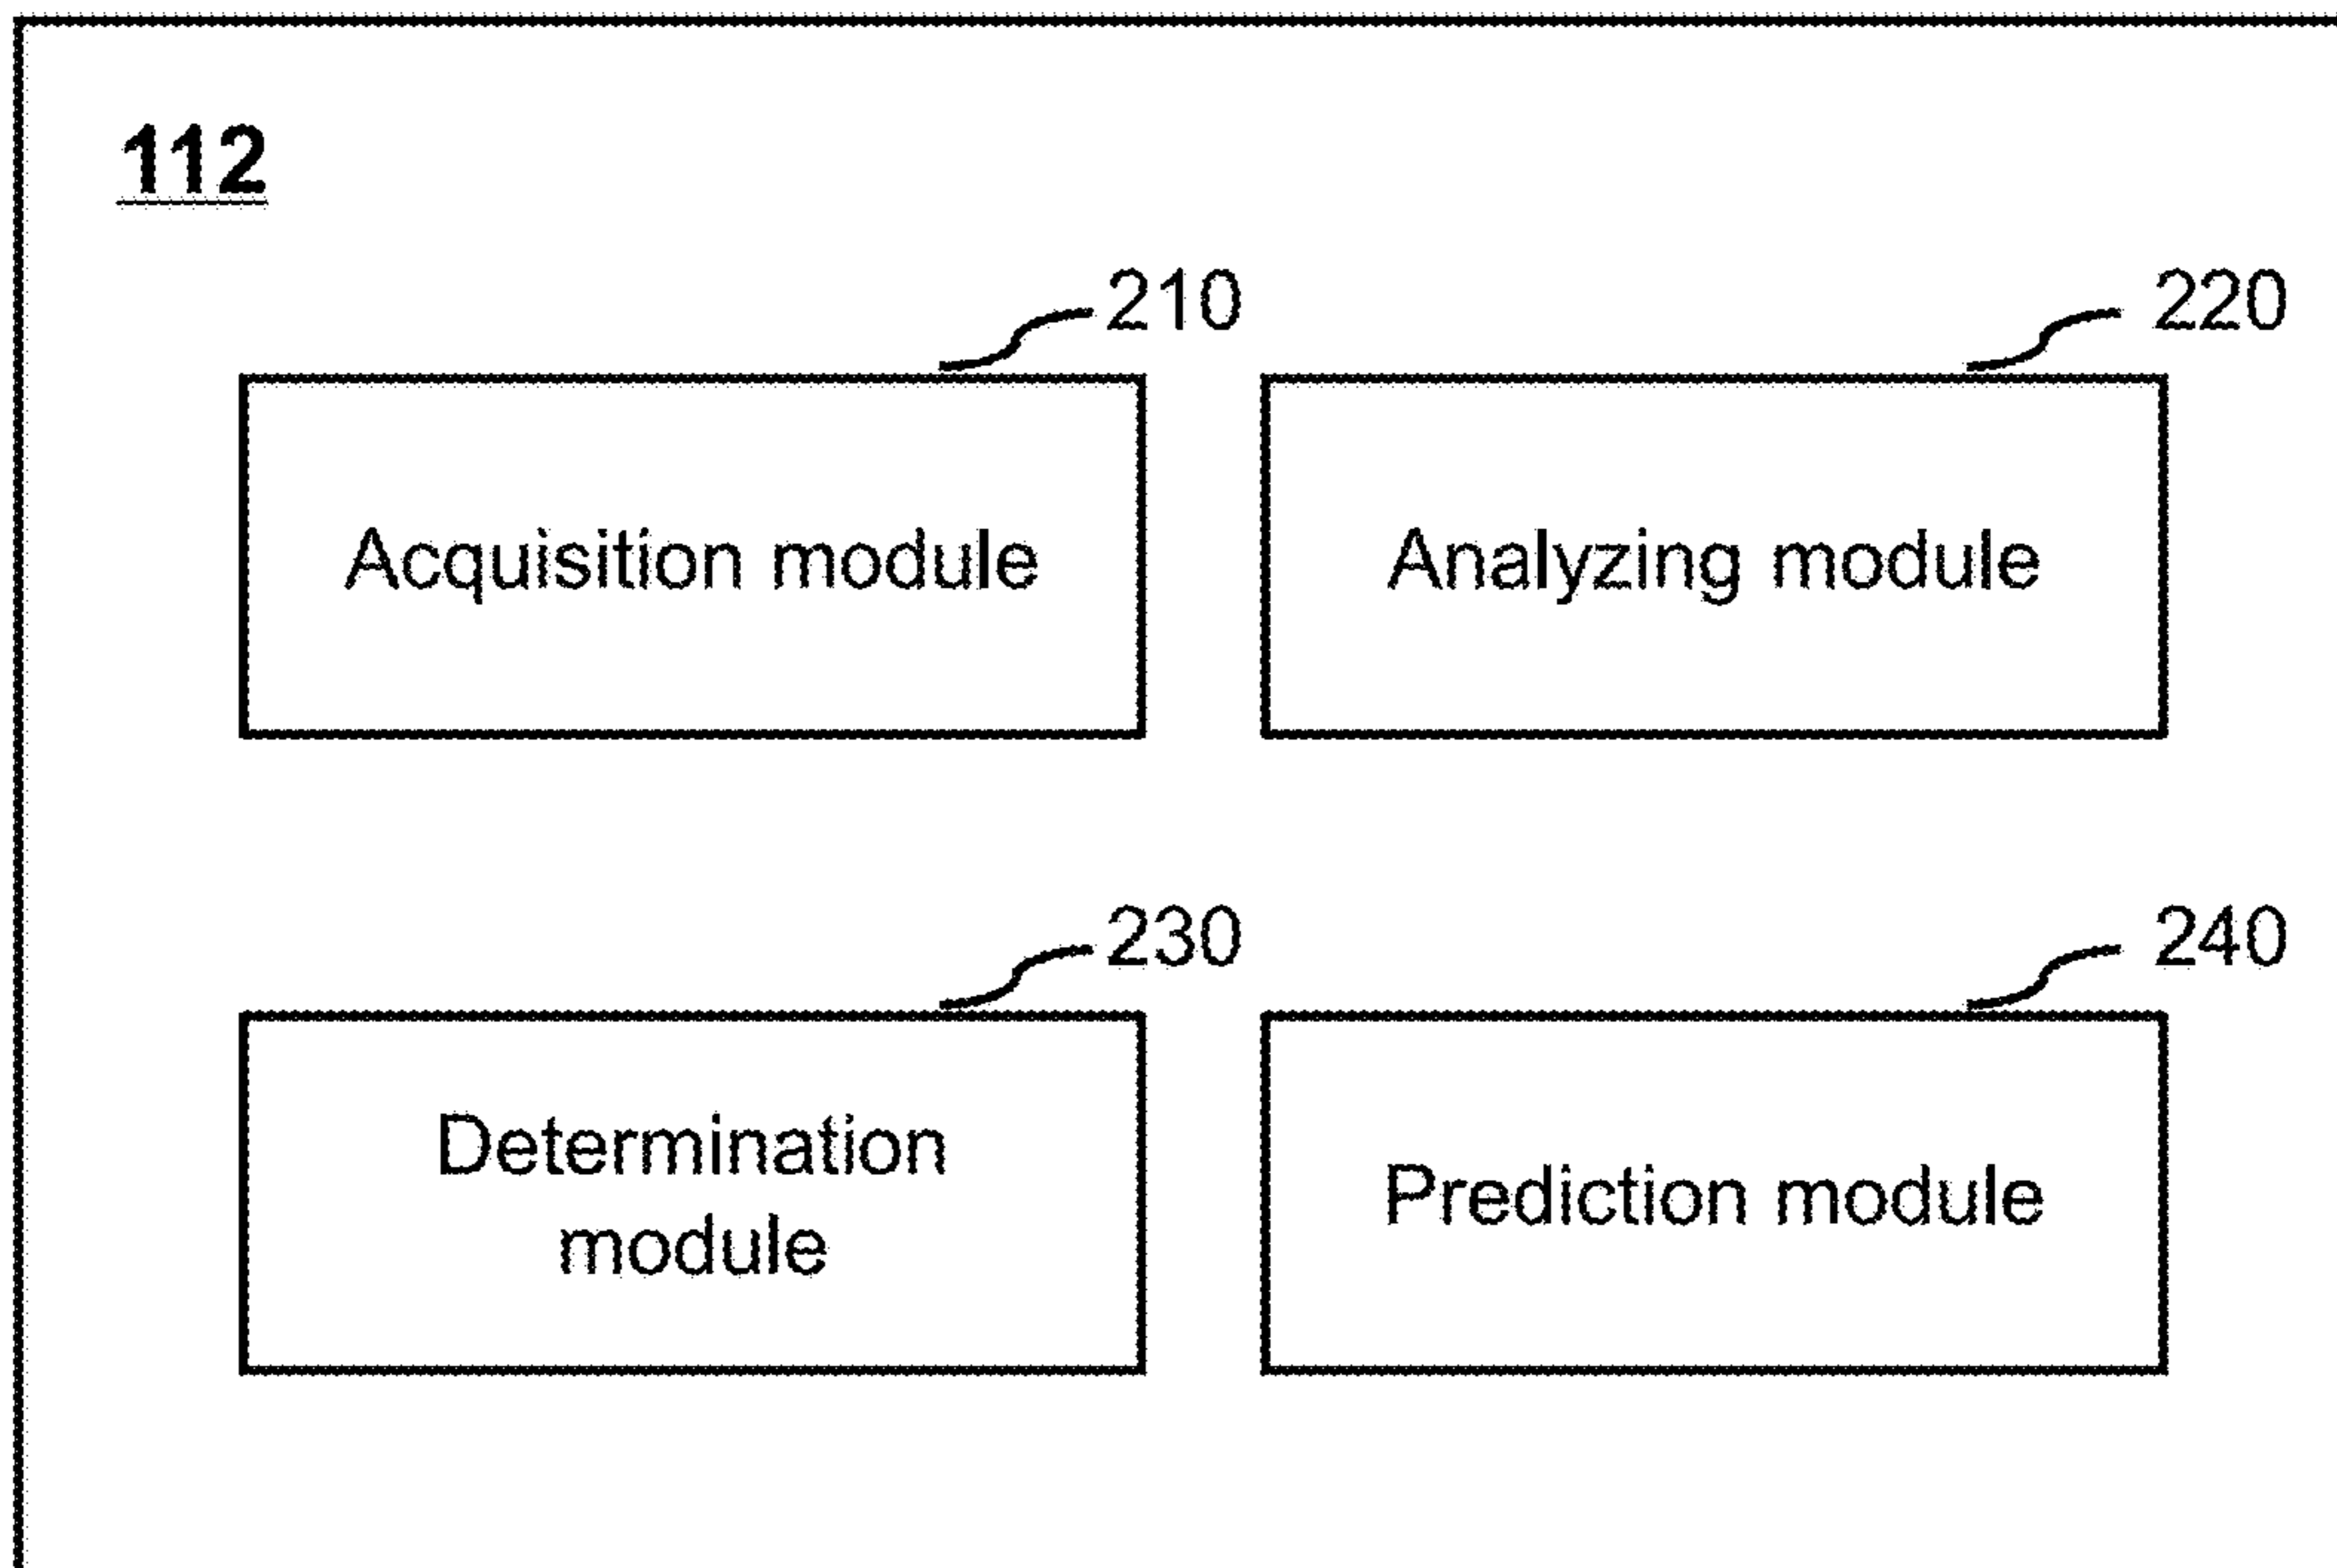 112
210
220
Acquisition module
Analyzing module
230
240
Determination
module
Prediction module